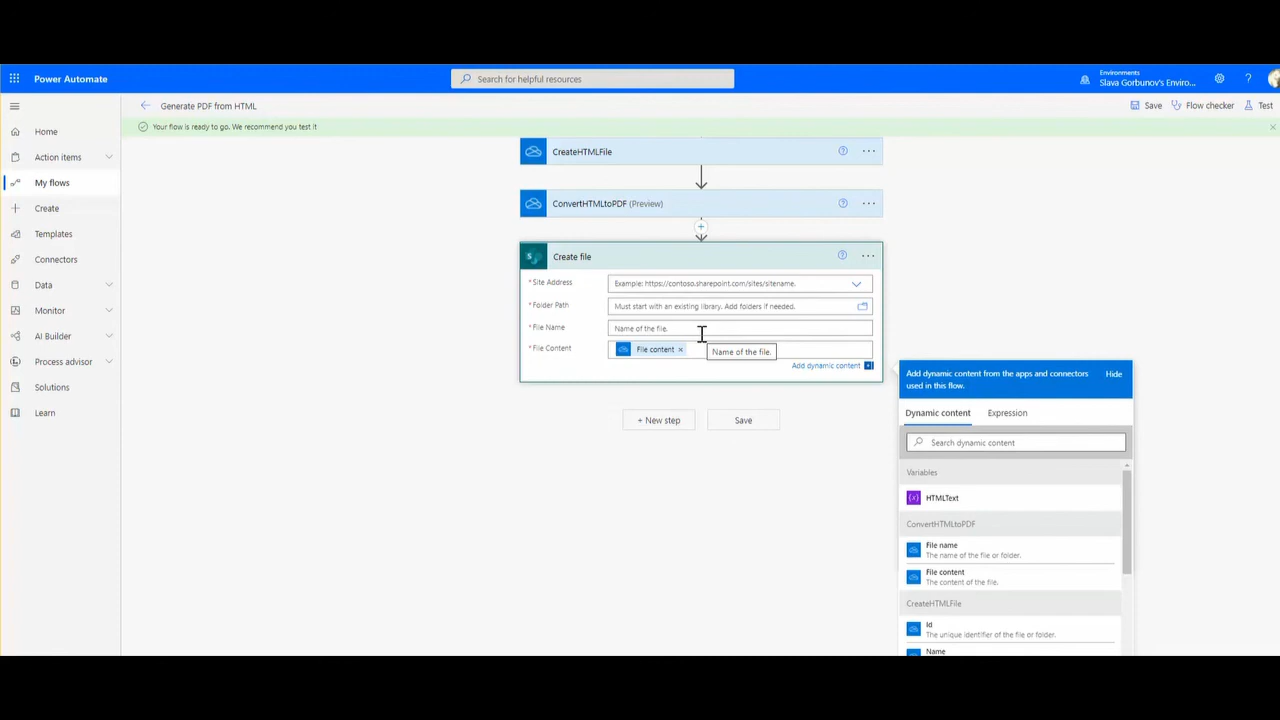 Power Automate
Search for helpful resources
Environments
Slava Gorbunov's Enviro...
Generate PDF from HTML
Save
Flow checker
Test
Your flow is ready to go. We recommend you test it
Home
Action items
My flows
Create
Templates
Connectors
Data
Monitor
AI Builder
Process advisor
Solutions
Learn
CreateHTMLFile
ConvertHTMLtoPDF (Preview)
Create file
* Site Address
Example: https://contoso.sharepoint.com/sites/sitename.
* Folder Path
Must start with an existing library. Add folders if needed.
* File Name
Name of the file.
* File Content
File content ×
Name of the file.
Add dynamic content
+ New step
Save
Add dynamic content from the apps and connectors
used in this flow.
Hide
Dynamic content
Expression
Search dynamic content
Variables
HTMLText
ConvertHTMLtoPDF
File name
The name of the file or folder.
File content
The content of the file.
CreateHTMLFile
Id
The unique identifier of the file or folder.
Name